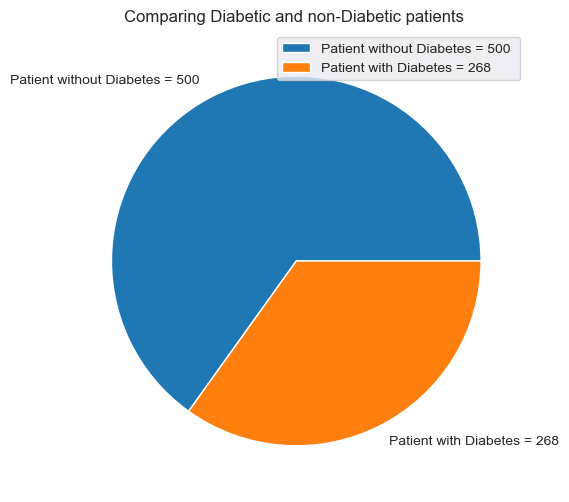 Comparing Diabetic and non-Diabetic patients
Patient without Diabetes = 500
Patient with Diabetes = 268
Patient without Diabetes = 500
Patient with Diabetes = 268